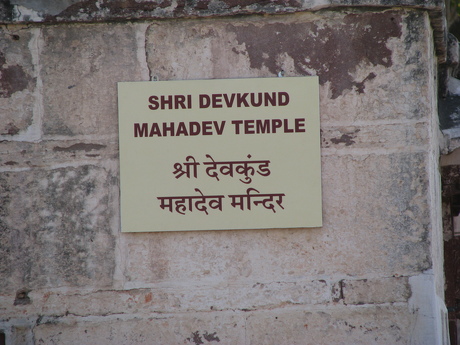 SHRI DEVKUND
MAHADEV TEMPLE
श्री देवकुंड
महादेव मन्दिर